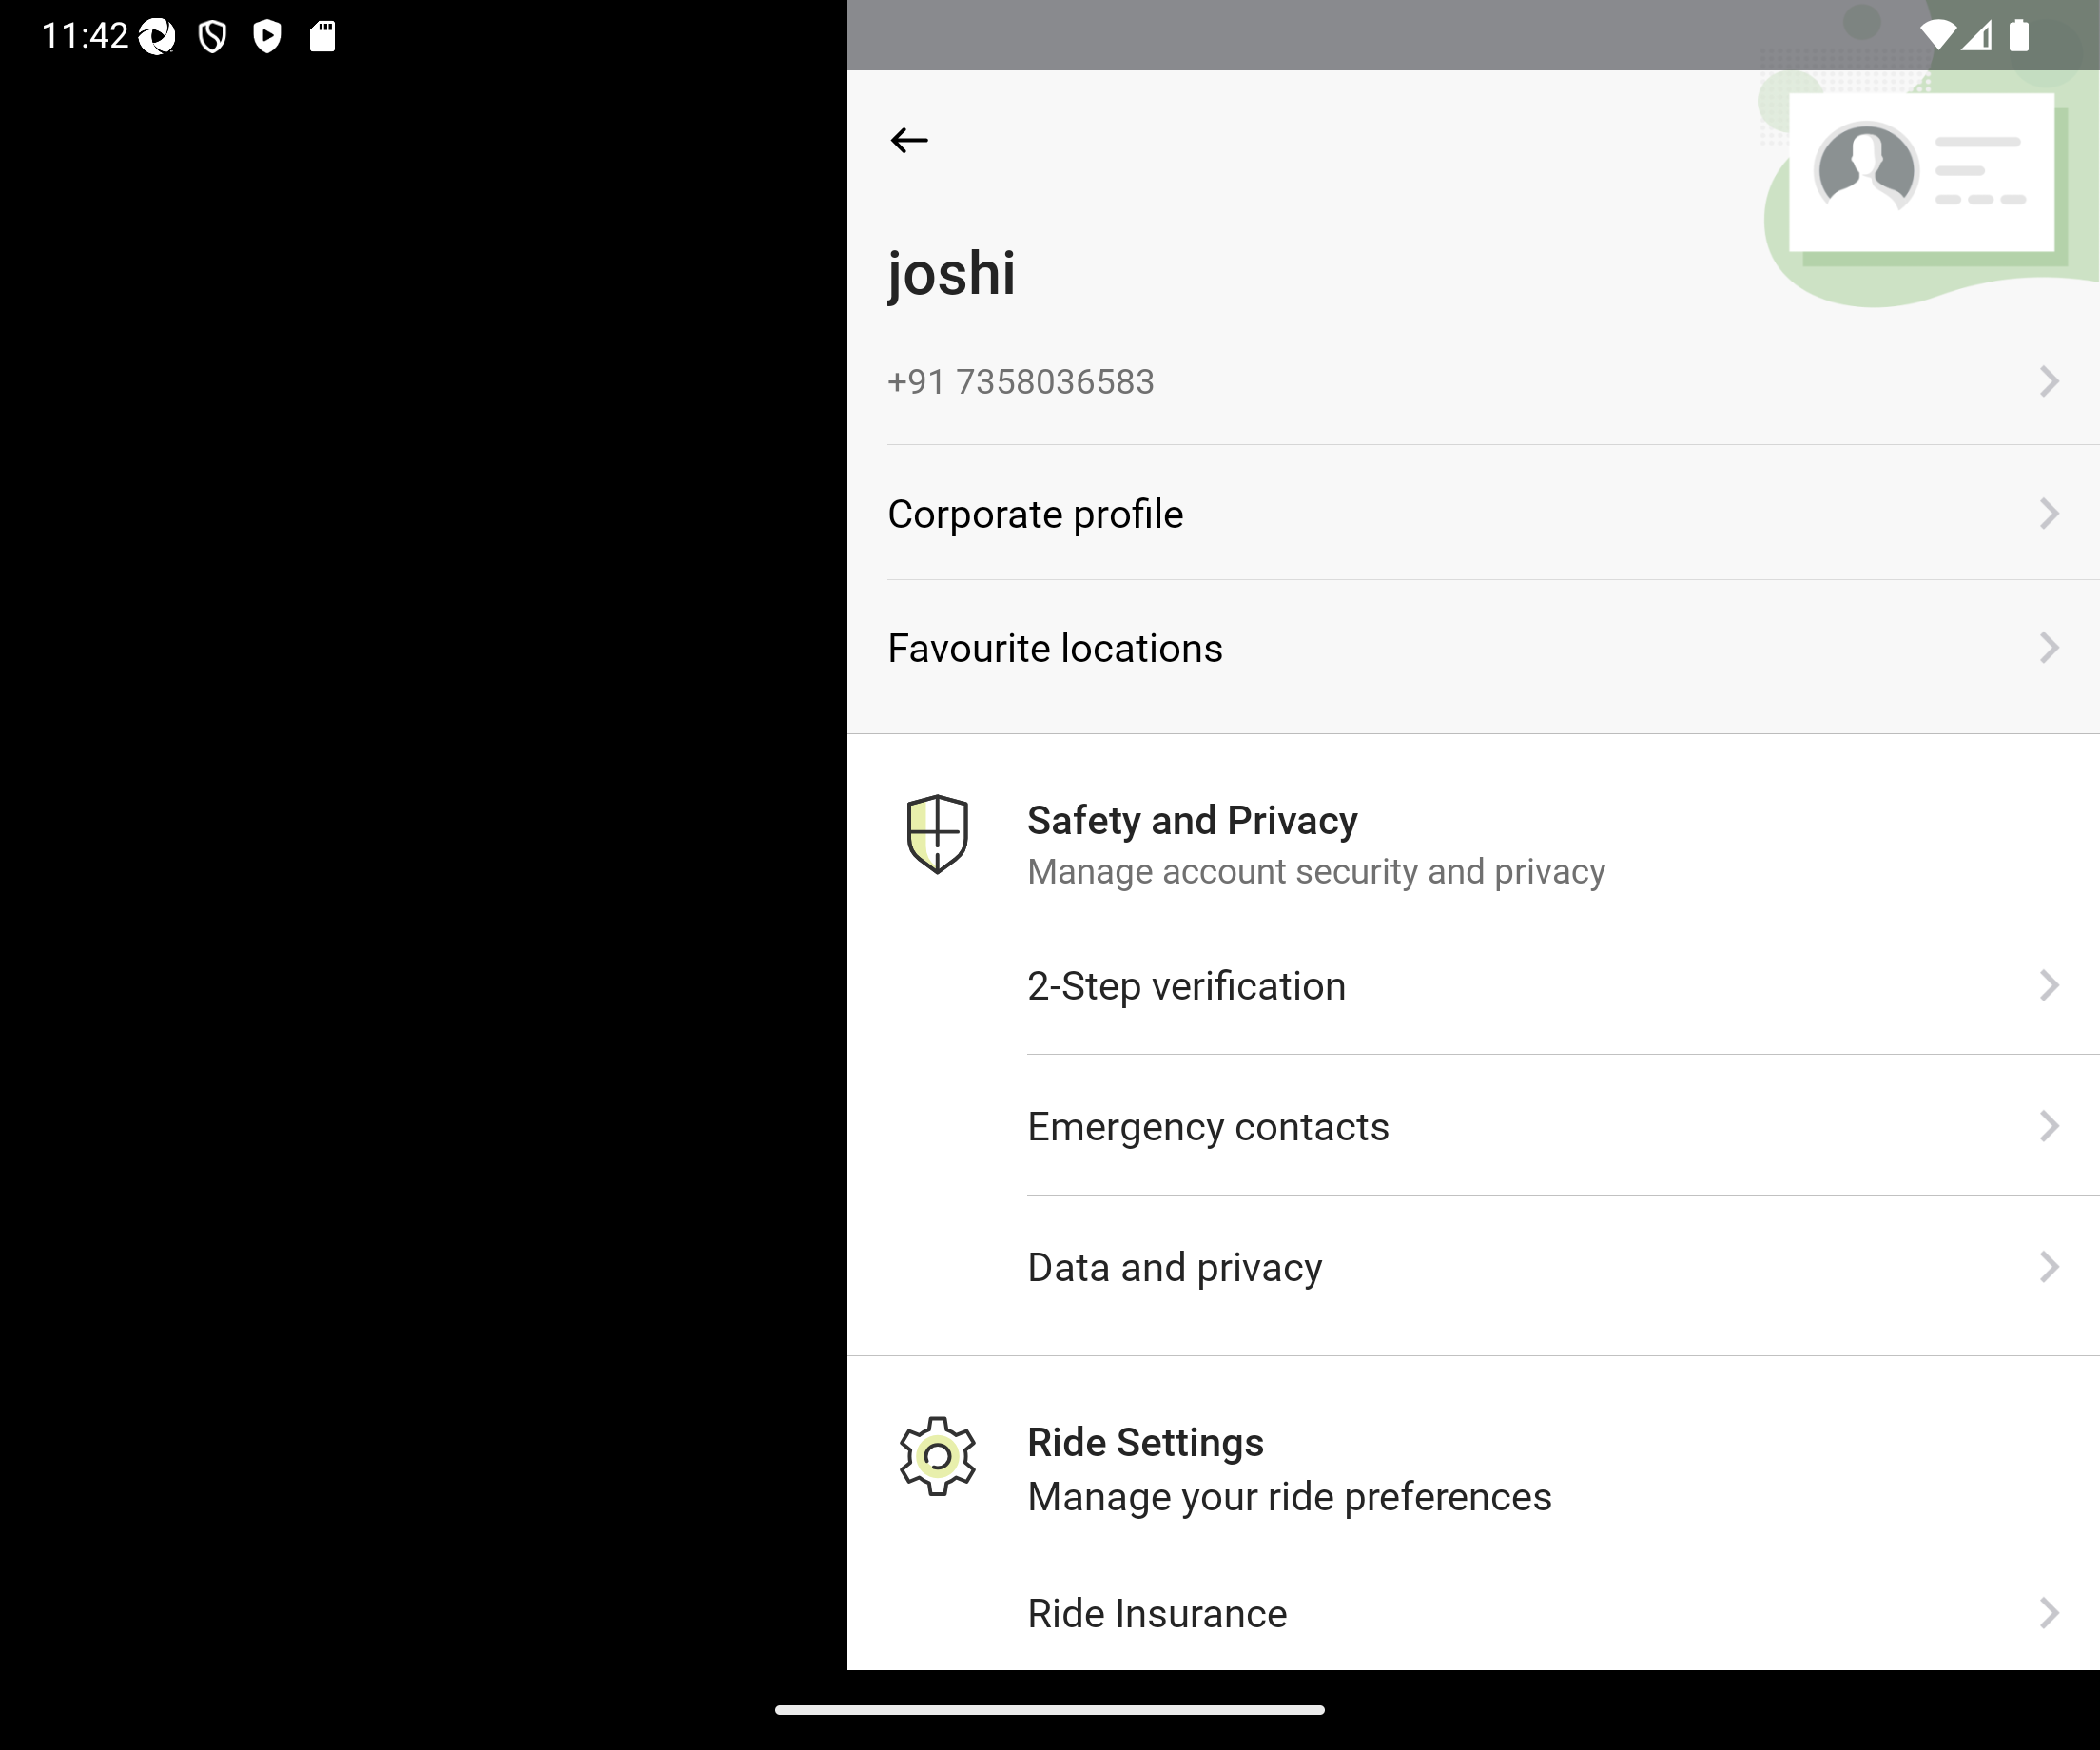 11:42
joshi
+91 7358036583
Corporate profile
Favourite locations
Safety and Privacy
Manage account security and privacy
2-Step verification
Emergency contacts
Data and privacy
Ride Settings
Manage your ride preferences
Ride Insurance